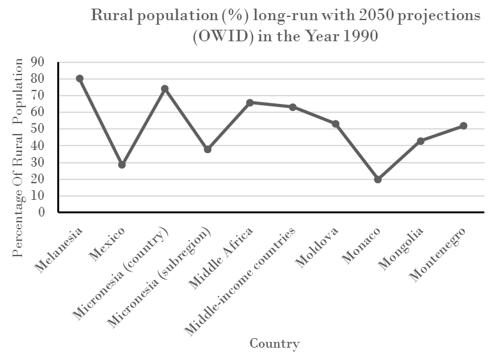 Rural population (%) long-run with 2050 projections
(OWID) in the Year 1990
Percentage Of Rural Population
90
80
70
60
50
40
30
20
10
0
Melanesia
Mexico
Micronesia (country)
Micronesia (subregion)
Middle Africa
Middle-income countries
Moldova
Monaco
Mongolia
Montenegro
Country